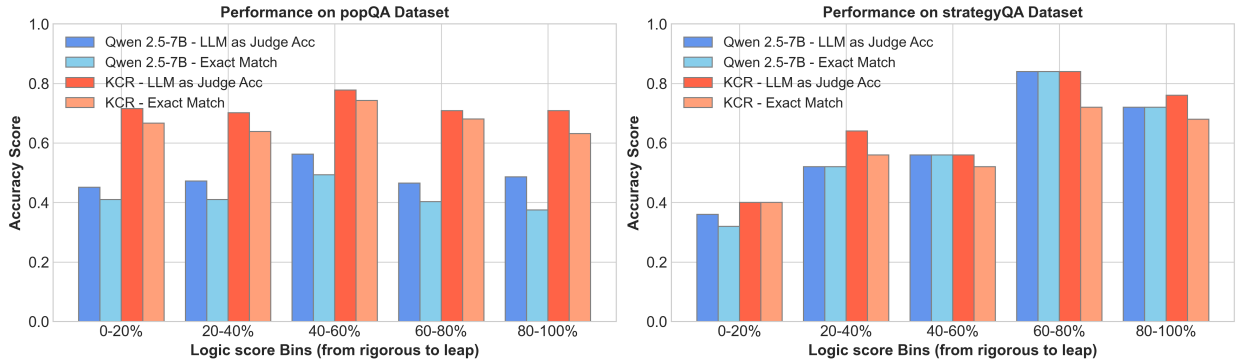 Performance on popQA Dataset
1.0
0.8
0.6
0.4
0.2
0.0
Accuracy Score
Qwen 2.5-7B - LLM as Judge Acc
Qwen 2.5-7B - Exact Match
KCR - LLM as Judge Acc
KCR - Exact Match
0-20%
20-40%
40-60%
60-80%
80-100%
Logic score Bins (from rigorous to leap)
Performance on strategyQA Dataset
1.0
0.8
0.6
0.4
0.2
0.0
Accuracy Score
Qwen 2.5-7B - LLM as Judge Acc
Qwen 2.5-7B - Exact Match
KCR - LLM as Judge Acc
KCR - Exact Match
0-20%
20-40%
40-60%
60-80%
80-100%
Logic score Bins (from rigorous to leap)